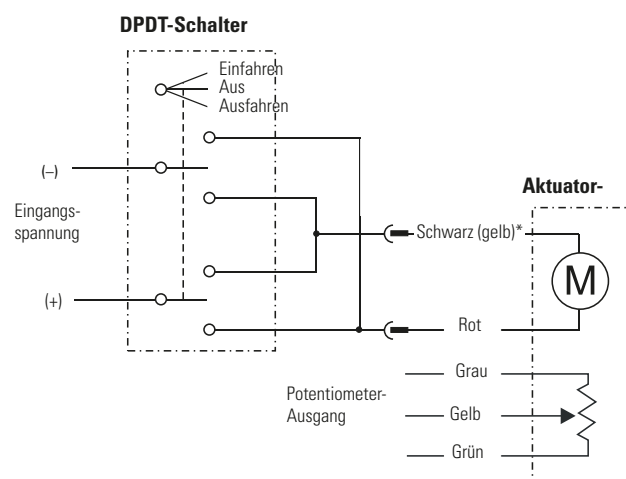 DPDT-Schalter
Einfahren
Aus
Ausfahren
(–)
Eingangs-
spannung
(+)
Aktuator-
Schwarz (gelb)*
M
Rot
Grau
Potentiometer-
Ausgang
Gelb
Grün